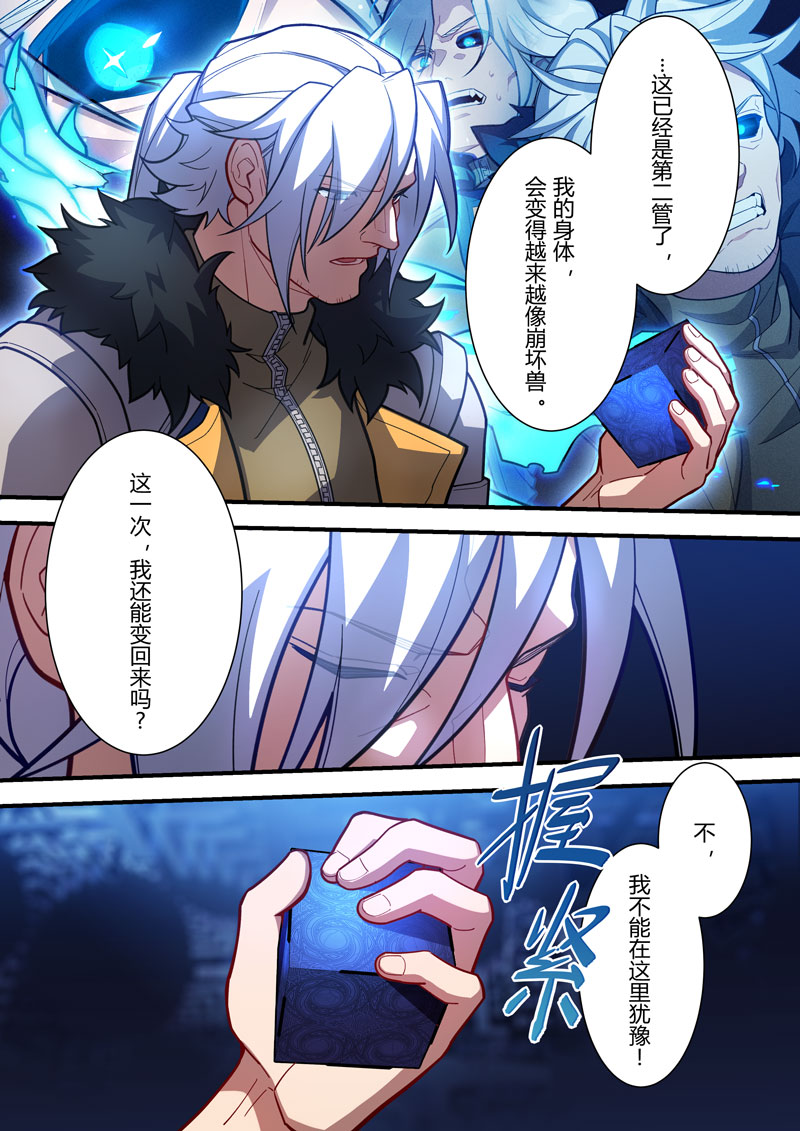 …这已经是第二管了，
我的身体，
会变得越来越像崩坏兽。
这一次，我还能变回来吗？
握紧
不，
我不能在这里犹豫！